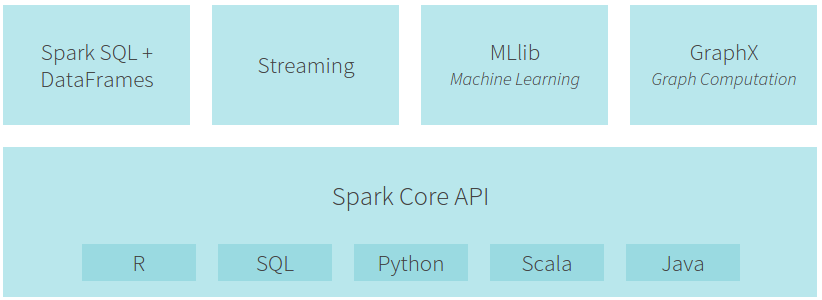 Spark SQL +
DataFrames
Streaming
MLlib
Machine Learning
GraphX
Graph Computation
Spark Core API
R
SQL
Python
Scala
Java